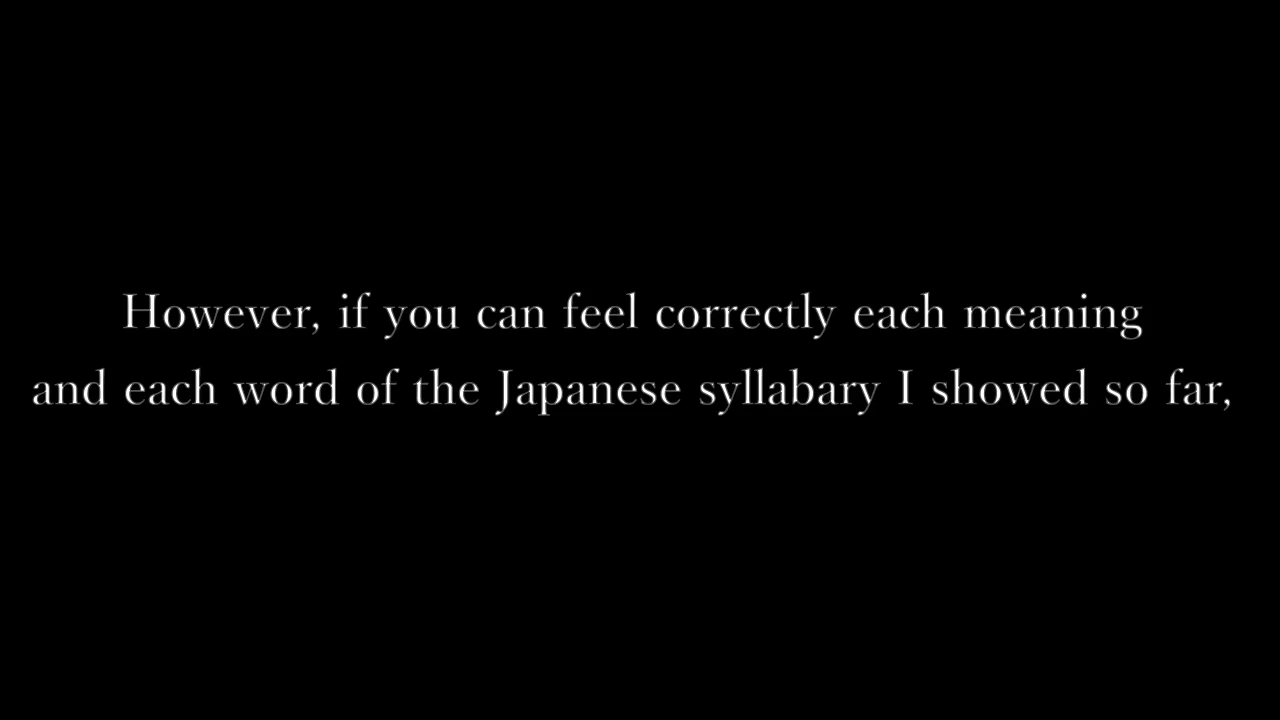 However, if you can feel correctly each meaning
and each word of the Japanese syllabary I showed so far,